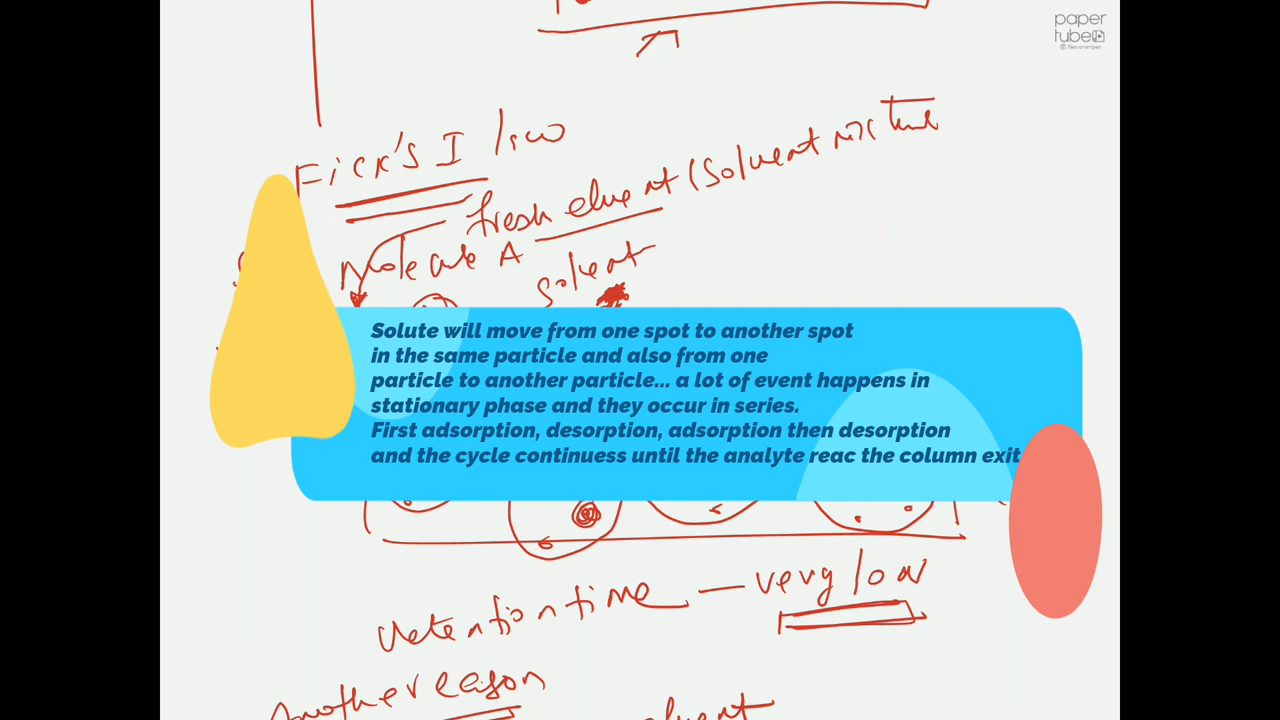 paper
tube
Fick's I law
fresh eluent (Solvent mixture
Molecule A
Solvent
Solute will move from one spot to another spot
in the same particle and also from one
particle to another particle... a lot of event happens in
stationary phase and they occur in series.
First adsorption, desorption, adsorption then desorption
and the cycle continuess until the analyte reac the column exit
retention time — very low
Another reason